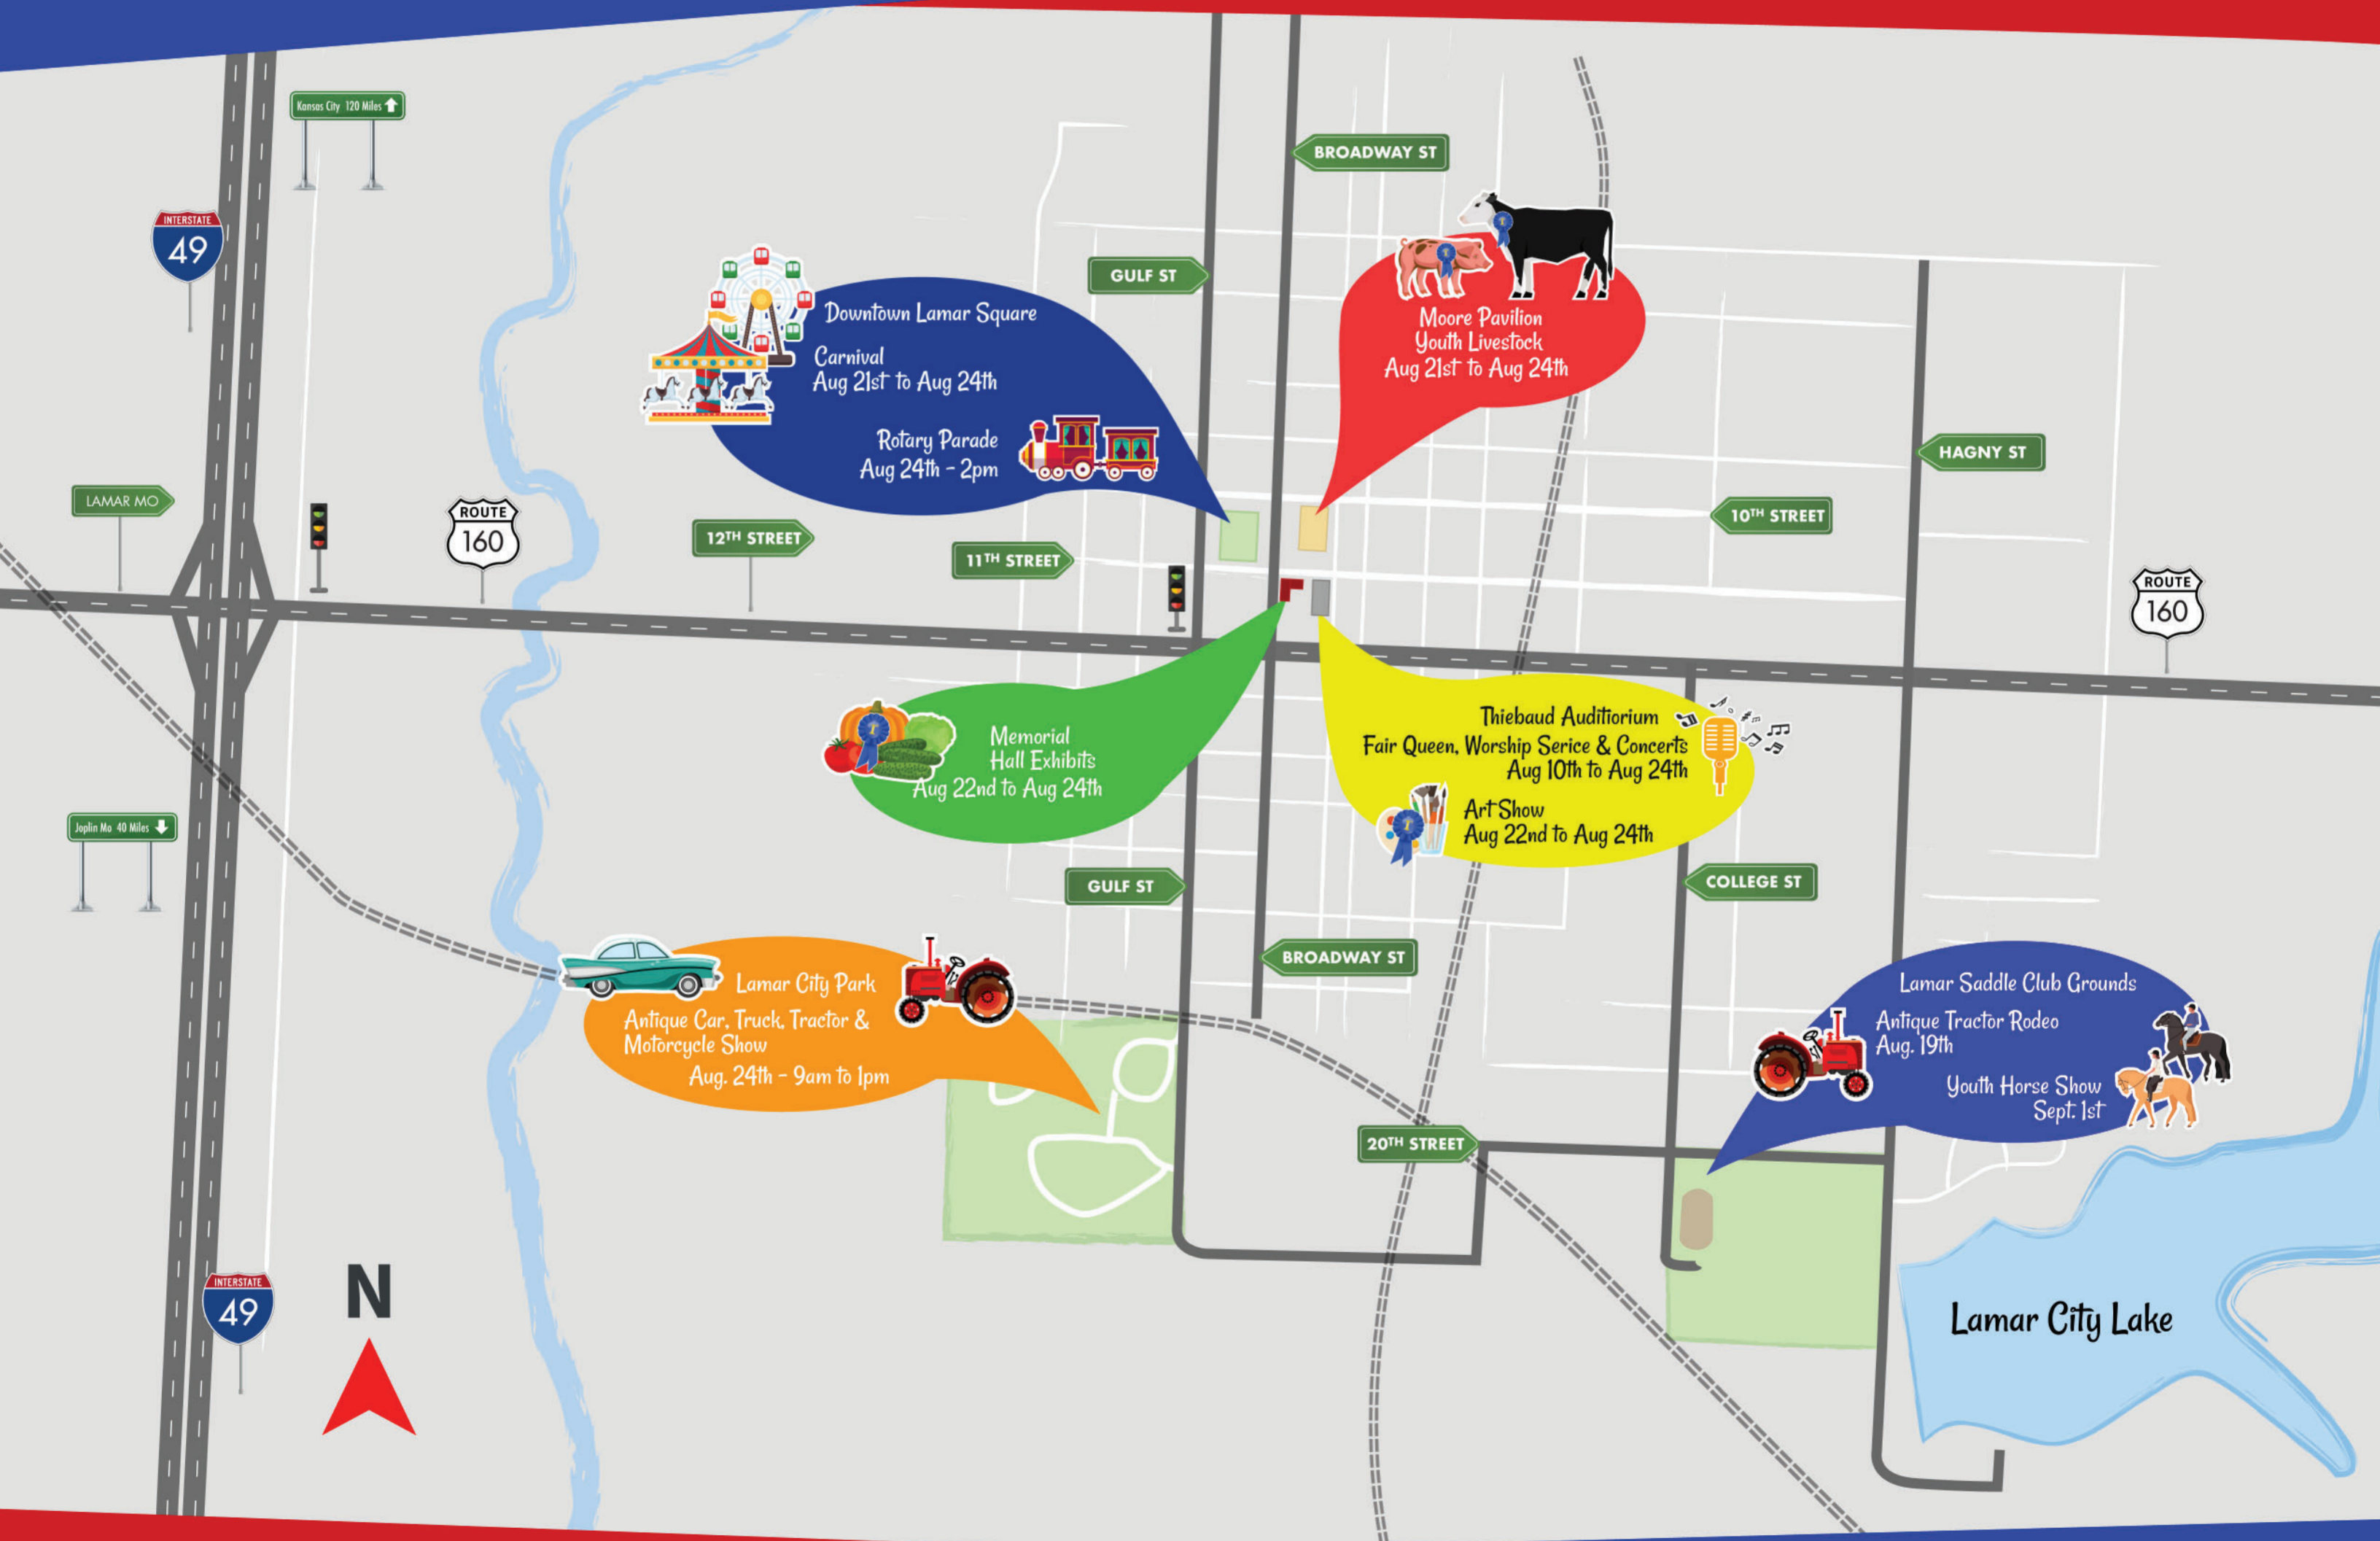 Kansas City 120 Miles
BROADWAY ST
INTERSTATE
49
GULF ST
Downtown Lamar Square
Carnival
Aug 21st to Aug 24th
Rotary Parade
Aug 24th - 2pm
Moore Pavilion
Youth Livestock
Aug 21st to Aug 24th
HAGNY ST
LAMAR MO
ROUTE
160
12TH STREET
11TH STREET
10TH STREET
ROUTE
160
Memorial
Hall Exhibits
Aug 22nd to Aug 24th
Thiebaud Auditiorium
Fair Queen, Worship Serice & Concerts
Aug 10th to Aug 24th
Art Show
Aug 22nd to Aug 24th
Joplin Mo 40 Miles
GULF ST
COLLEGE ST
BROADWAY ST
Lamar City Park
Antique Car, Truck, Tractor &
Motorcycle Show
Aug. 24th - 9am to 1pm
Lamar Saddle Club Grounds
Antique Tractor Rodeo
Aug. 19th
Youth Horse Show
Sept. 1st
20TH STREET
INTERSTATE
49
N
Lamar City Lake